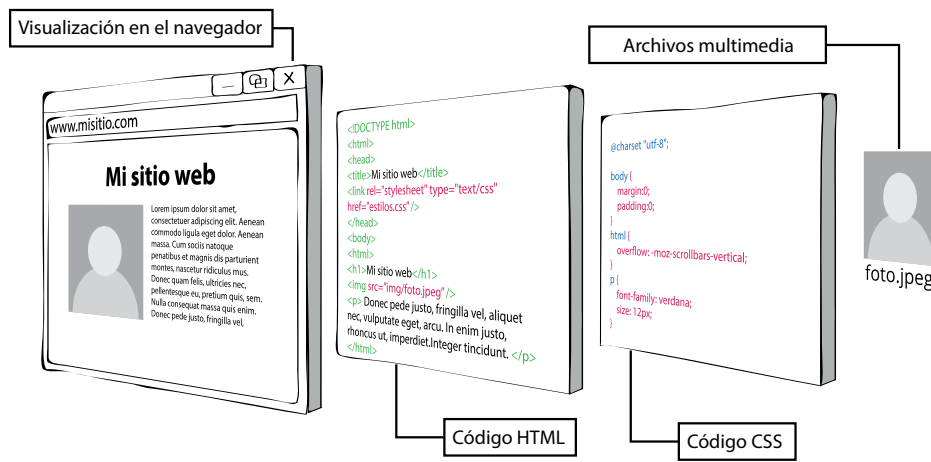 Visualización en el navegador
Archivos multimedia
www.misitio.com
Mi sitio web
Lorem ipsum dolor sit amet,
consectetuer adipiscing elit. Aenean
commodo ligula eget dolor. Aenean
massa. Cum sociis natoque
penatibus et magnis dis parturient
montes, nascetur ridiculus mus.
Donec quam felis, ultricies nec,
pellentesque eu, pretium quis, sem.
Nulla consequat massa quis enim.
Donec pede justo, fringilla vel,
<!DOCTYPE html>
<html>
<head>
<title>Mi sitio web</title>
<link rel="stylesheet" type="text/css"
href="estilos.css" />
</head>
<body>
<html>
<h1>Mi sitio web</h1>
<img src="img/foto.jpeg" />
<p> Donec pede justo, fringilla vel, aliquet
nec, vulputate eget, arcu. In enim justo,
rhoncus ut, imperdiet.Integer tincidunt. </p>
</html>
@charset "utf-8";
body {
margin:0;
padding:0;
}
html {
overflow: -moz-scrollbars-vertical;
}
p {
font-family: verdana;
size: 12px;
}
foto.jpeg
Código HTML
Código CSS